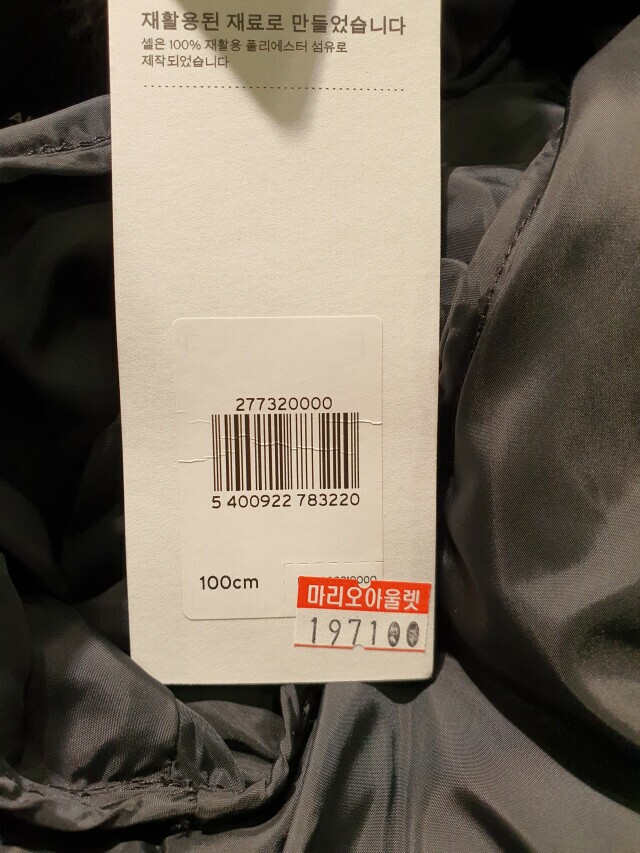 재활용된 재료로 만들었습니다
셸은 100% 재활용 폴리에스터 섬유로
제작되었습니다
277320000
5 400922 783220
100cm
마리오아울렛
197100